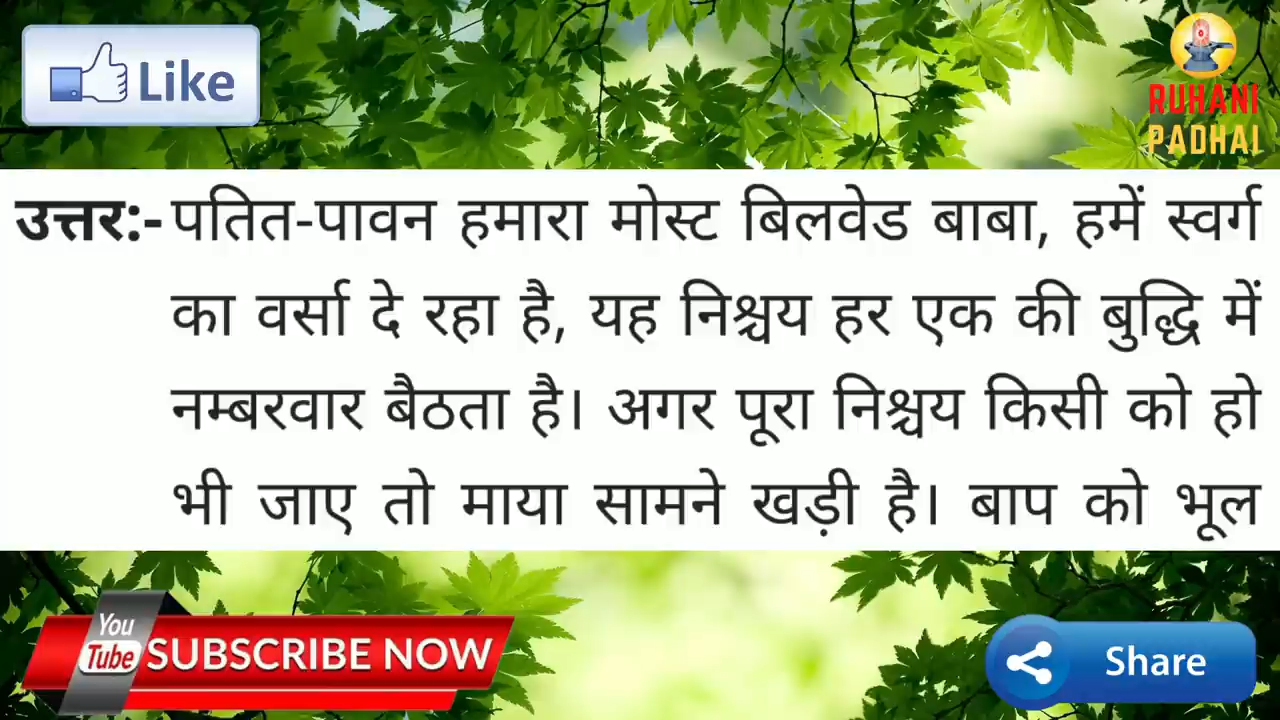 Like
RUHANI
PADHAI
उत्तर:- पतित-पावन हमारा मोस्ट बिलवेड बाबा, हमें स्वर्ग
का वर्सा दे रहा है, यह निश्चय हर एक की बुद्धि में
नम्बरवार बैठता है। अगर पूरा निश्चय किसी को हो
भी जाए तो माया सामने खड़ी है। बाप को भूल
You
Tube SUBSCRIBE NOW
Share